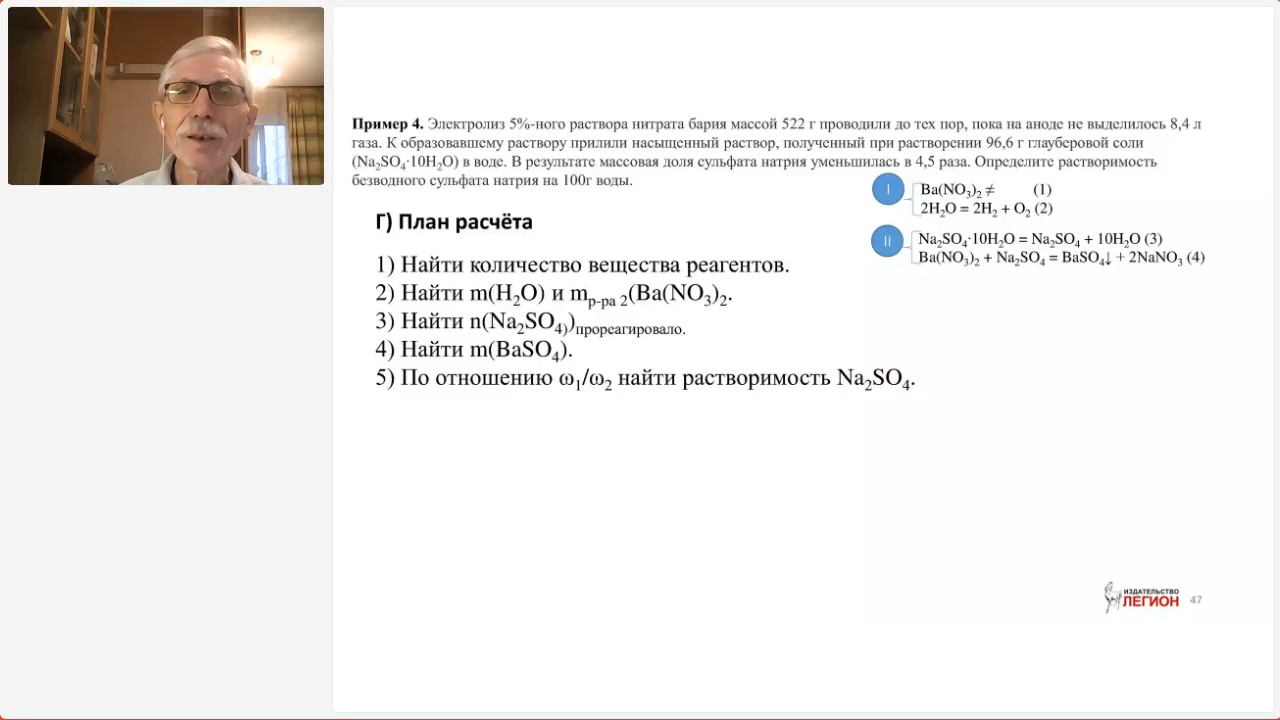 Пример 4. Электролиз 5%-ного раствора нитрата бария массой 522 г проводили до тех пор, пока на аноде не выделилось 8,4 л
газа. К образовавшему раствору прилили насыщенный раствор, полученный при растворении 96,6 г глауберовой соли
(Na₂SO₄·10H₂O) в воде. В результате массовая доля сульфата натрия уменьшилась в 4,5 раза. Определите растворимость
безводного сульфата натрия на 100г воды.
I
Ba(NO₃)₂ ≠ (1)
2H₂O = 2H₂ + O₂ (2)
II
Na₂SO₄·10H₂O = Na₂SO₄ + 10H₂O (3)
Ba(NO₃)₂ + Na₂SO₄ = BaSO₄↓ + 2NaNO₃ (4)
Г) План расчёта
1) Найти количество вещества реагентов.
2) Найти m(H₂O) и mр-ра 2(Ba(NO₃)₂.
3) Найти n(Na₂SO₄₎)прореагировало.
4) Найти m(BaSO₄).
5) По отношению ω₁/ω₂ найти растворимость Na₂SO₄.
ИЗДАТЕЛЬСТВО
ЛЕГИОН
47